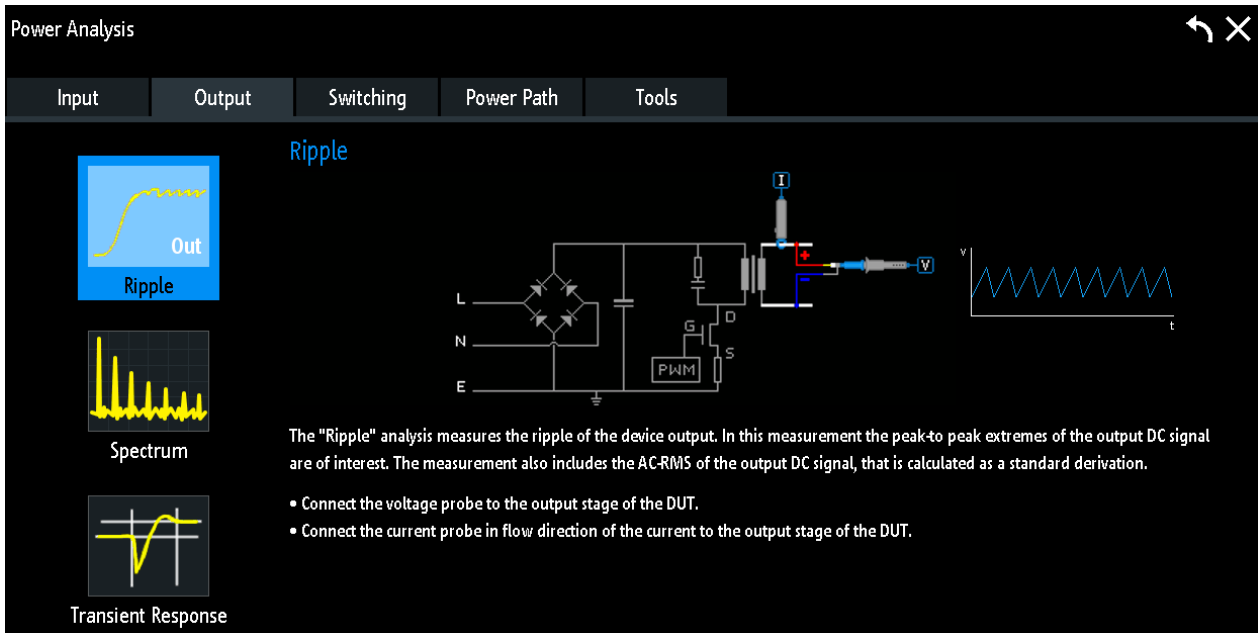 Power Analysis
Input Output Switching Power Path Tools
Out
Ripple
Spectrum
Transient Response
Ripple
I
+
-
V
L
N
E
G
D
S
PWM
v
t
The "Ripple" analysis measures the ripple of the device output. In this measurement the peak-to peak extremes of the output DC signal
are of interest. The measurement also includes the AC-RMS of the output DC signal, that is calculated as a standard derivation.
• Connect the voltage probe to the output stage of the DUT.
• Connect the current probe in flow direction of the current to the output stage of the DUT.